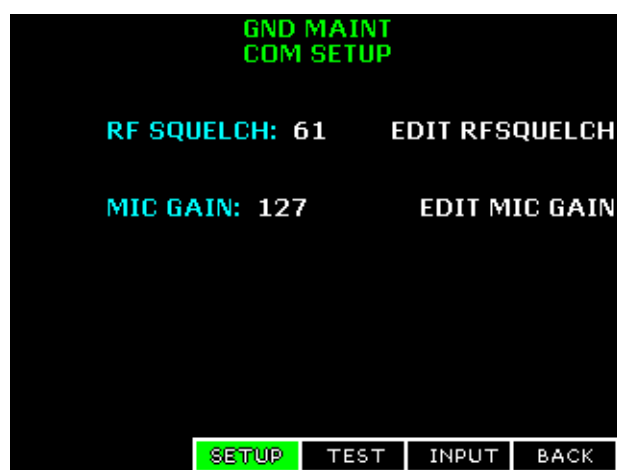 GND MAINT
COM SETUP
RF SQUELCH: 61 EDIT RFSQUELCH
MIC GAIN: 127 EDIT MIC GAIN
SETUP TEST INPUT BACK